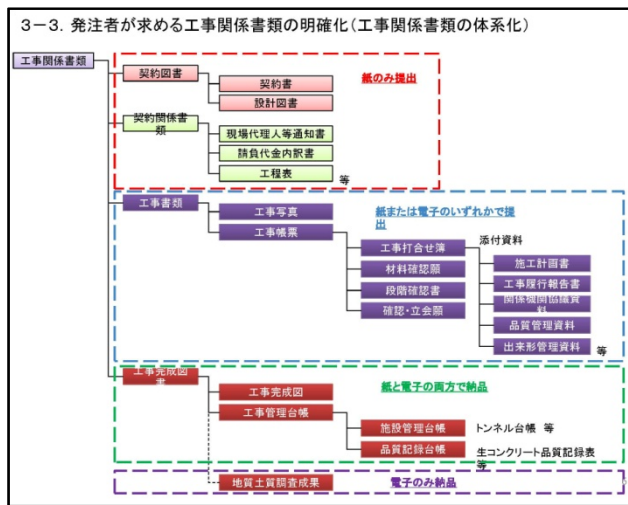 3-3. 発注者が求める工事関係書類の明確化(工事関係書類の体系化)
工事関係書類
紙のみ提出
契約図書
契約書
設計図書
契約関係書
類
現場代理人等通知書
請負代金内訳書
工程表
等
工事書類
紙または電子のいずれかで提
出
工事写真
工事帳票
工事打合せ簿
添付資料
施工計画書
材料確認願
工事履行報告書
段階確認書
関係機関協議資
料
確認・立会願
品質管理資料
出来形管理資料
等
工事完成図
書
紙と電子の両方で納品
工事完成図
工事管理台帳
施設管理台帳
トンネル台帳 等
品質記録台帳
生コンクリート品質記録表
等
電子のみ納品
地質土質調査成果